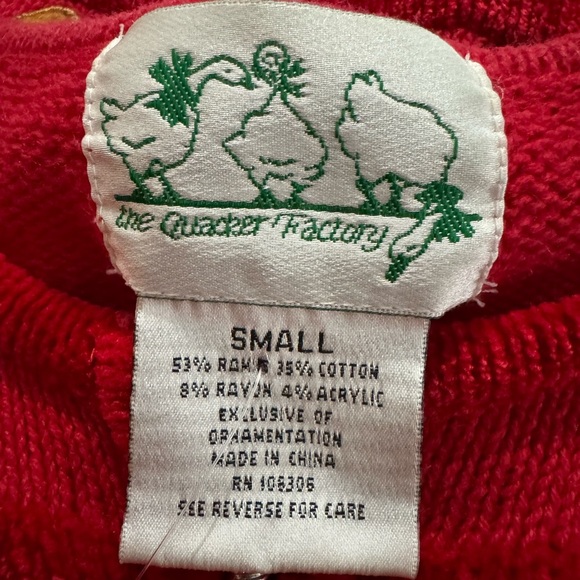 the Quacker Factory
SMALL
53% RAMIE 35% COTTON
8% RAYON 4% ACRYLIC
EXCLUSIVE OF
ORNAMENTATION
MADE IN CHINA
RN 106306
SEE REVERSE FOR CARE